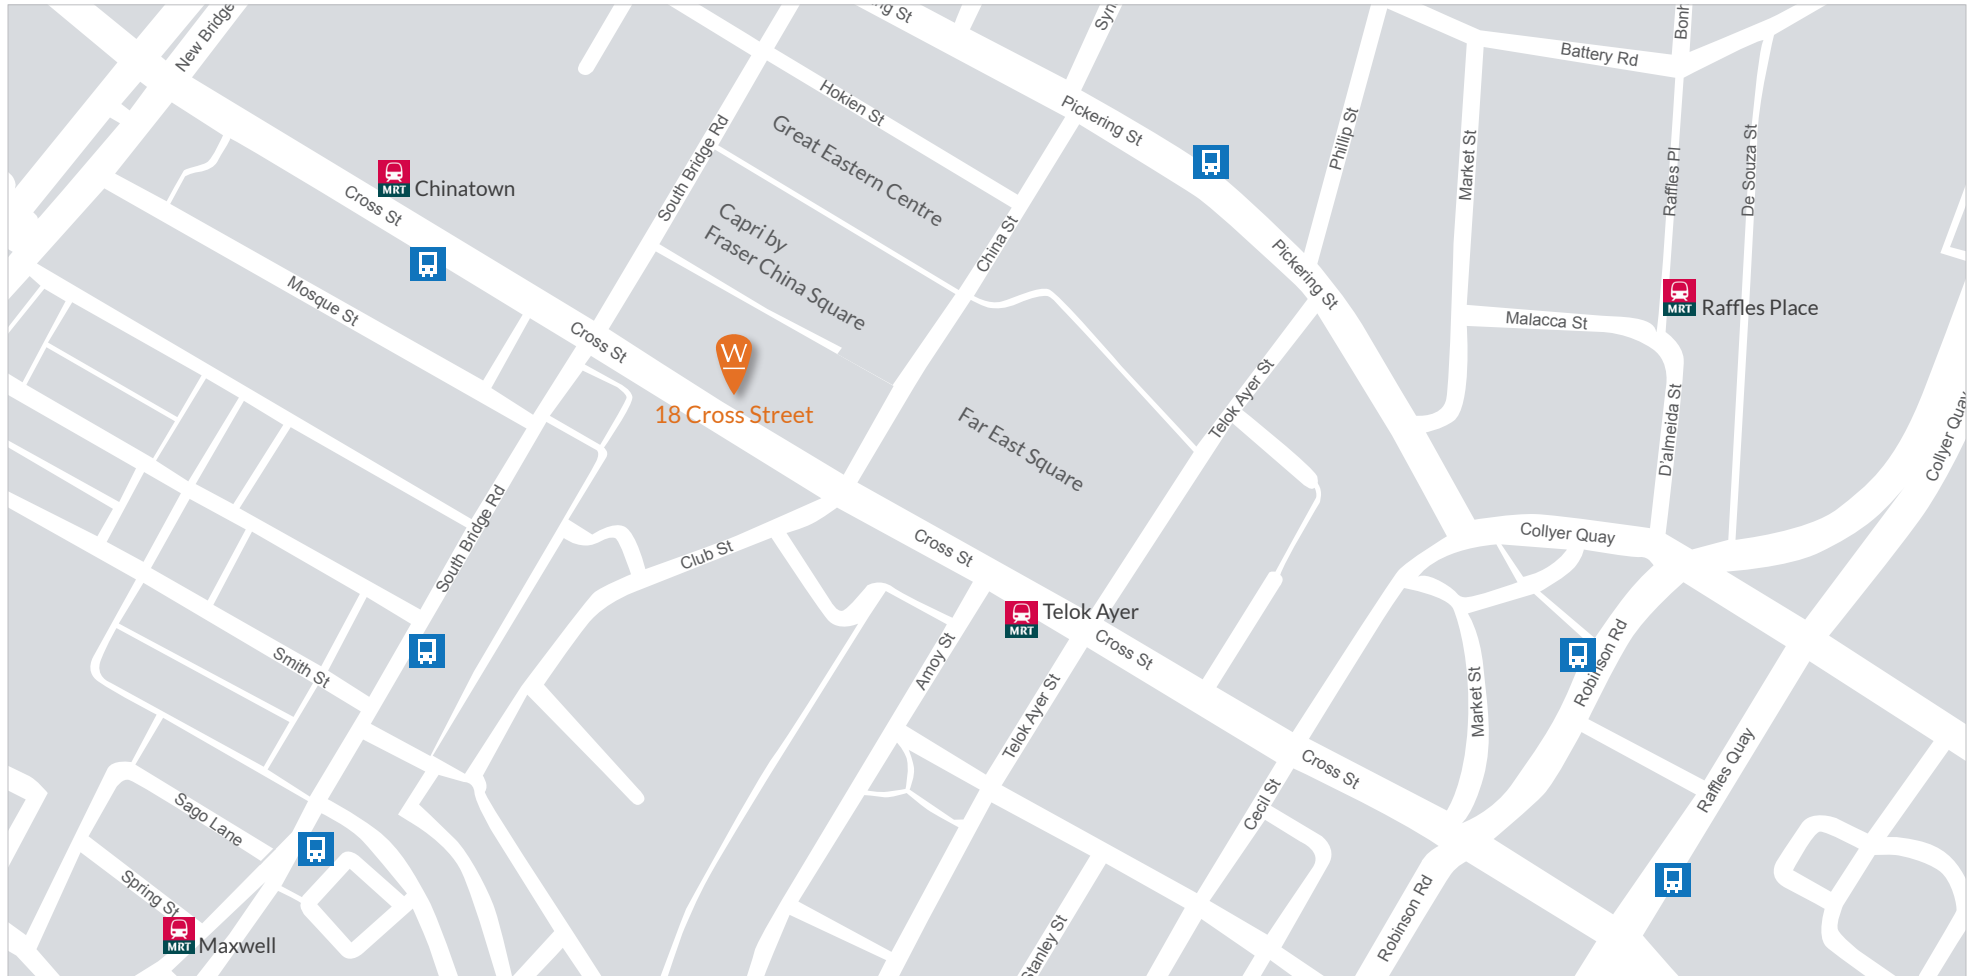 New Bridge
ng St
Syn
Bonh
Battery Rd
Hokien St
Pickering St
South Bridge Rd
Great Eastern Centre
Phillip St
Market St
Raffles Pl
De Souza St
MRT
Chinatown
Cross St
Capri by
Fraser China Square
China St
Pickering St
Mosque St
MRT
Raffles Place
Malacca St
Cross St
W
18 Cross Street
Telok Ayer St
Far East Square
D'almeida St
Collyer Quay
South Bridge Rd
Club St
Cross St
Collyer Quay
MRT
Telok Ayer
Cross St
Amoy St
Smith St
Telok Ayer St
Market St
Robinson Rd
Cross St
Raffles Quay
Cecil St
Sago Lane
Spring St
MRT
Maxwell
Stanley St
Robinson Rd